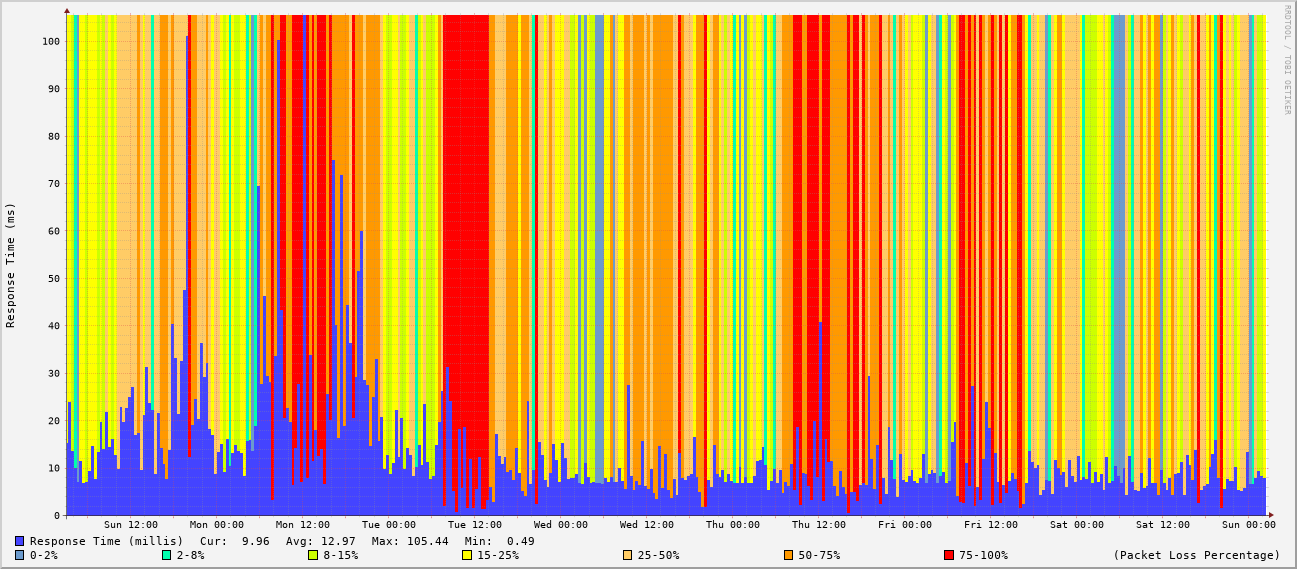 RRDTOOL / TOBI OETIKER
Response Time (ms)
100
90
80
70
60
50
40
30
20
10
0
Sun 12:00 Mon 00:00 Mon 12:00 Tue 00:00 Tue 12:00 Wed 00:00 Wed 12:00 Thu 00:00 Thu 12:00 Fri 00:00 Fri 12:00 Sat 00:00 Sat 12:00 Sun 00:00
Response Time (millis) Cur: 9.96 Avg: 12.97 Max: 105.44 Min: 0.49
0-2% 2-8% 8-15% 15-25% 25-50% 50-75% 75-100% (Packet Loss Percentage)